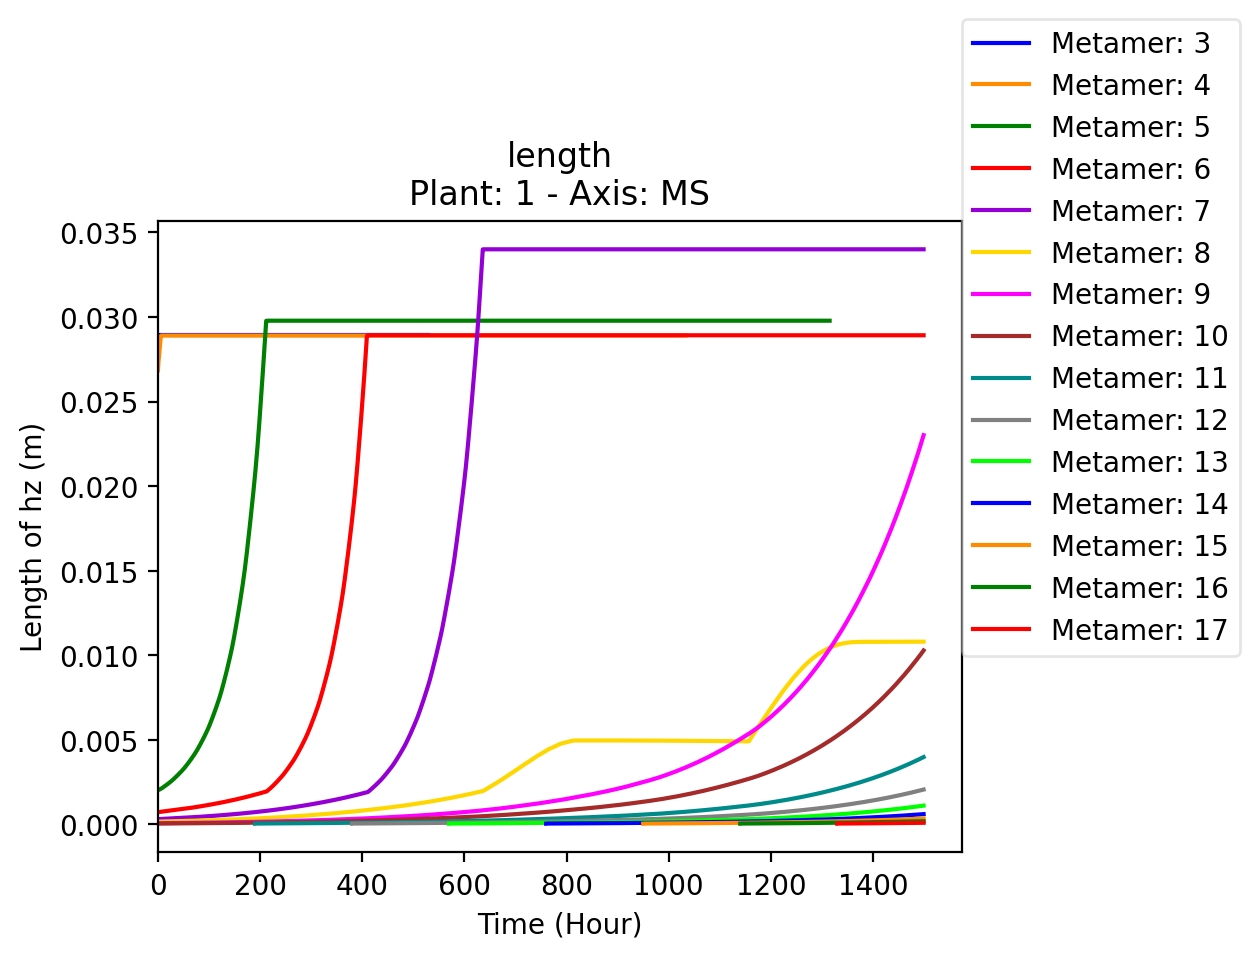 length
Plant: 1 - Axis: MS
Length of hz (m)
0.035
0.030
0.025
0.020
0.015
0.010
0.005
0.000
0
200
400
600
800
1000
1200
1400
Time (Hour)
Metamer: 3
Metamer: 4
Metamer: 5
Metamer: 6
Metamer: 7
Metamer: 8
Metamer: 9
Metamer: 10
Metamer: 11
Metamer: 12
Metamer: 13
Metamer: 14
Metamer: 15
Metamer: 16
Metamer: 17